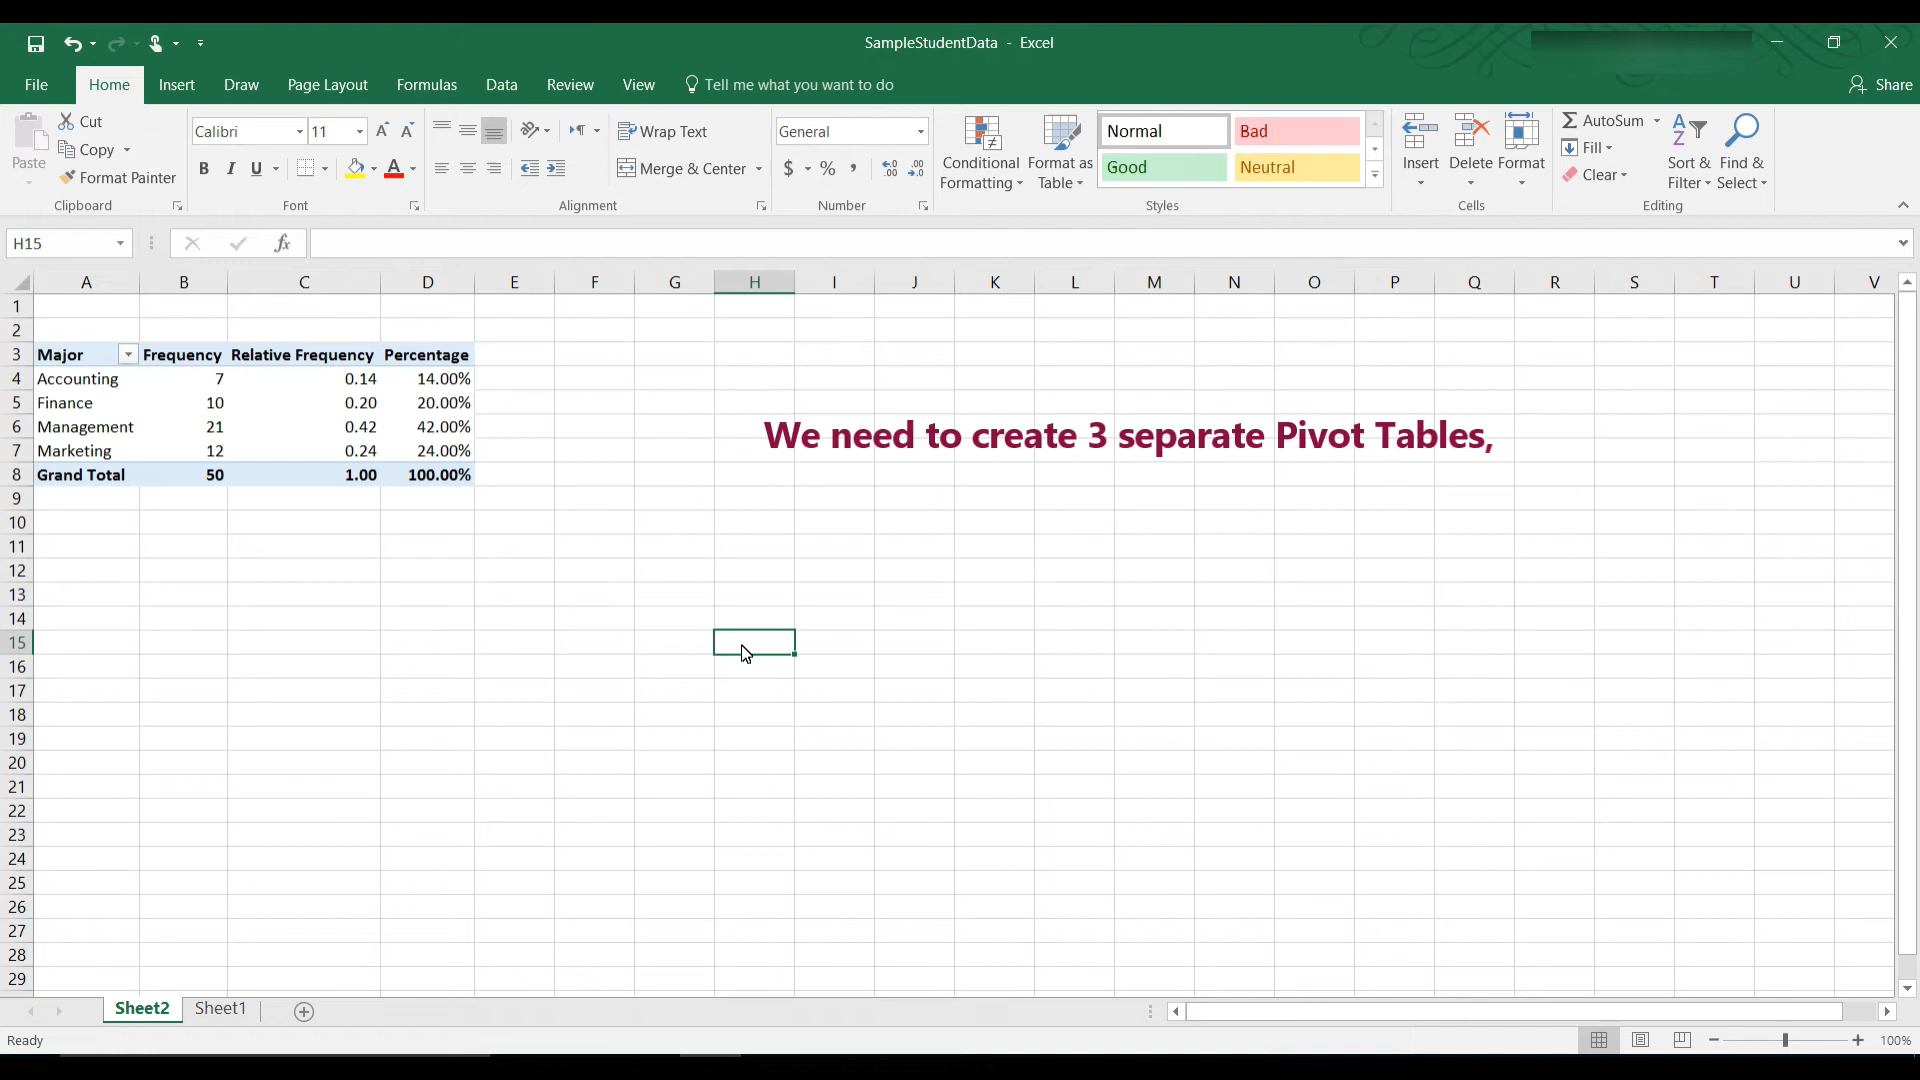 SampleStudentData - Excel
File Home Insert Draw Page Layout Formulas Data Review View Tell me what you want to do Share
Paste Cut Copy Format Painter Clipboard
Calibri 11 B I U A Font
Wrap Text Merge & Center Alignment
General $ % , .00 Number
Conditional Formatting Format as Table Normal Bad Good Neutral Styles
Insert Delete Format Cells
AutoSum Fill Clear Sort & Filter Find & Select Editing
H15 fx
A B C D E F G H I J K L M N O P Q R S T U V
1
2
3 Major Frequency Relative Frequency Percentage
4 Accounting 7 0.14 14.00%
5 Finance 10 0.20 20.00%
6 Management 21 0.42 42.00%
7 Marketing 12 0.24 24.00%
8 Grand Total 50 1.00 100.00%
We need to create 3 separate Pivot Tables,
9
10
11
12
13
14
15
16
17
18
19
20
21
22
23
24
25
26
27
28
29
Sheet2 Sheet1
Ready 100%